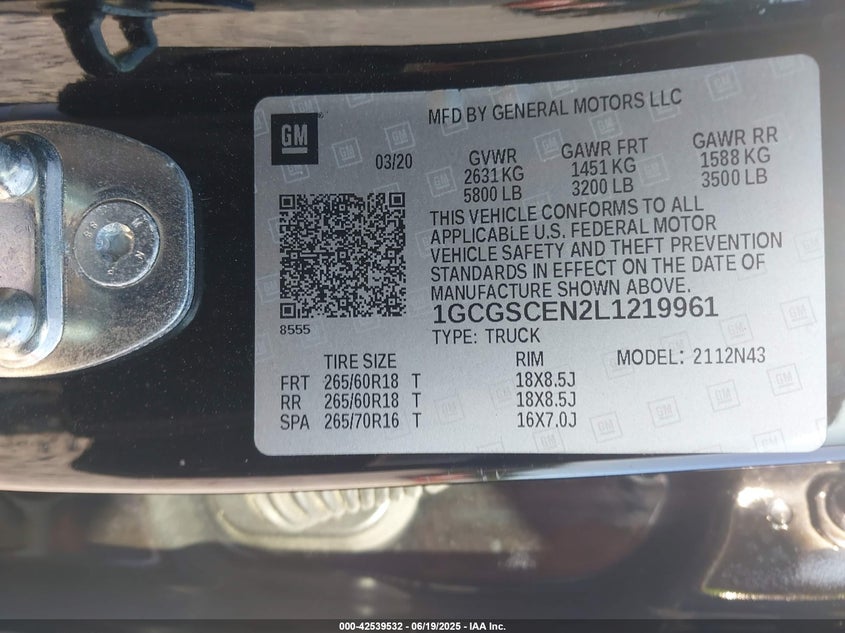 MFD BY GENERAL MOTORS LLC
GM
03/20
GVWR GAWR FRT GAWR RR
2631 KG 1451 KG 1588 KG
5800 LB 3200 LB 3500 LB
THIS VEHICLE CONFORMS TO ALL
APPLICABLE U.S. FEDERAL MOTOR
VEHICLE SAFETY AND THEFT PREVENTION
STANDARDS IN EFFECT ON THE DATE OF
MANUFACTURE SHOWN ABOVE.
8555
1GCGSCEN2L1219961
TYPE: TRUCK
TIRE SIZE RIM MODEL: 2112N43
FRT 265/60R18 T 18X8.5J
RR 265/60R18 T 18X8.5J
SPA 265/70R16 T 16X7.0J
000-42539532 - 06/19/2025 - IAA Inc.